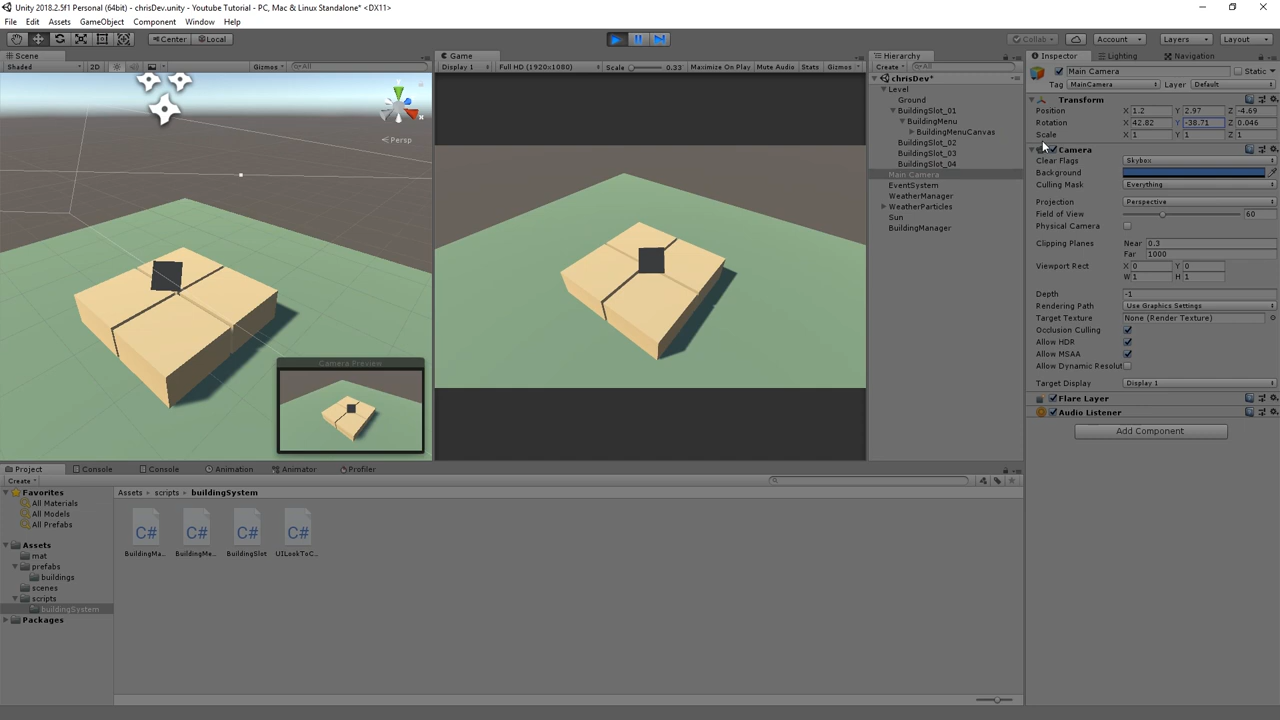 Unity 2018.2.5f1 Personal (64bit) - chrisDev.unity - Youtube Tutorial - PC, Mac & Linux Standalone* <DX11>
File Edit Assets GameObject Component Window Help
Center Local Collab Account Layers Layout
Scene
Shaded 2D Gizmos All
Persp
Camera Preview
Game
Display 1 Full HD (1920x1080) Scale 0.33 Maximize On Play Mute Audio Stats Gizmos
Hierarchy
Create All
chrisDev*
Level
Ground
BuildingSlot_01
BuildingMenu
BuildingMenuCanvas
BuildingSlot_02
BuildingSlot_03
BuildingSlot_04
Main Camera
EventSystem
WeatherManager
WeatherParticles
Sun
BuildingManager
Inspector Lighting Navigation
Main Camera Static
Tag MainCamera Layer Default
Transform
Position X 1.2 Y 2.97 Z -4.69
Rotation X 42.82 Y -38.71 Z 0.046
Scale X 1 Y 1 Z 1
Camera
Clear Flags Skybox
Background
Culling Mask Everything
Projection Perspective
Field of View 60
Physical Camera
Clipping Planes Near 0.3
Far 1000
Viewport Rect X 0 Y 0
W 1 H 1
Depth -1
Rendering Path Use Graphics Settings
Target Texture None (Render Texture)
Occlusion Culling
Allow HDR
Allow MSAA
Allow Dynamic Resolut
Target Display Display 1
Flare Layer
Audio Listener
Add Component
Project Console Console Animation Animator Profiler
Create
Favorites
All Materials
All Models
All Prefabs
Assets
mat
prefabs
buildings
scenes
scripts
buildingSystem
Packages
Assets scripts buildingSystem
C# C# C# C#
BuildingMa... BuildingMe... BuildingSlot UILookToC...